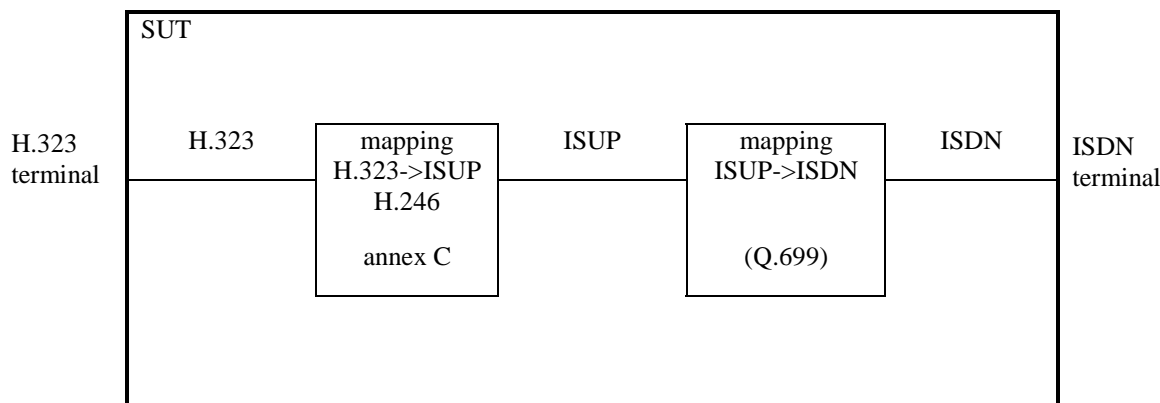 SUT
H.323
terminal
H.323
mapping
H.323->ISUP
H.246
annex C
ISUP
mapping
ISUP->ISDN
(Q.699)
ISDN
ISDN
terminal